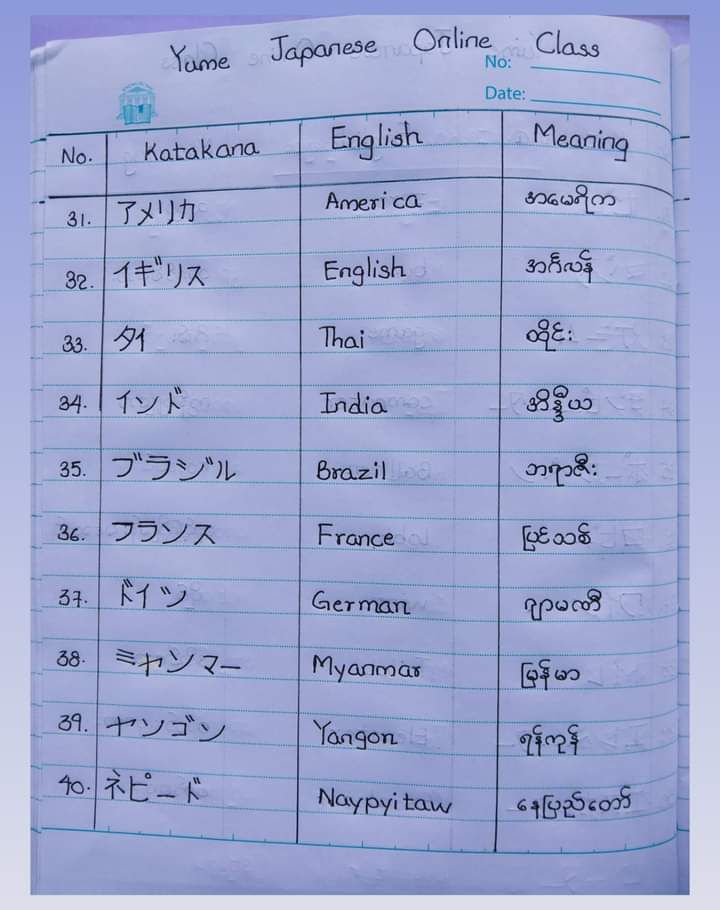 Yume Japanese Online Class
No:
Date:
No. Katakana English Meaning
31. アメリカ America အမေရိက
32. イギリス English အင်္ဂလန်
33. タイ Thai ထိုင်း
34. インド India အိန္ဒိယ
35. ブラジル Brazil ဘရာဇီး
36. フランス France ပြင်သစ်
37. ドイツ German ဂျာမဏီ
38. ミャンマー Myanmar မြန်မာ
39. ヤンゴン Yangon ရန်ကုန်
40. ネピード Naypyitaw နေပြည်တော်